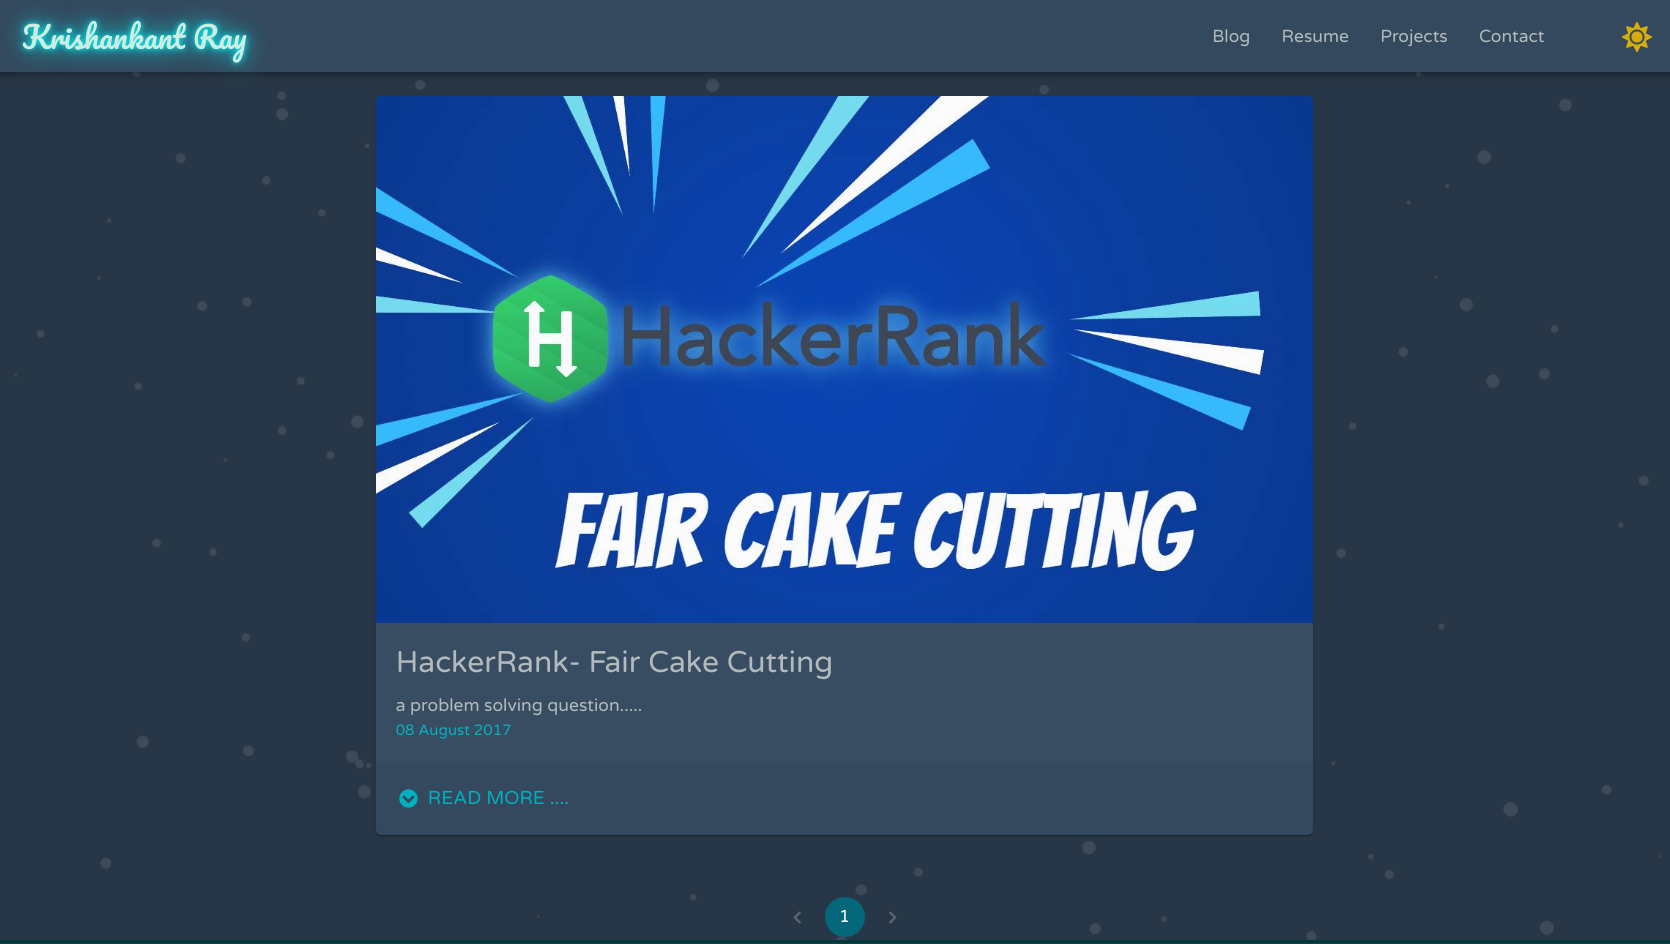 Krishankant Ray
Blog Resume Projects Contact
H HackerRank
FAIR CAKE CUTTING
HackerRank- Fair Cake Cutting
a problem solving question.....
08 August 2017
READ MORE ....
1